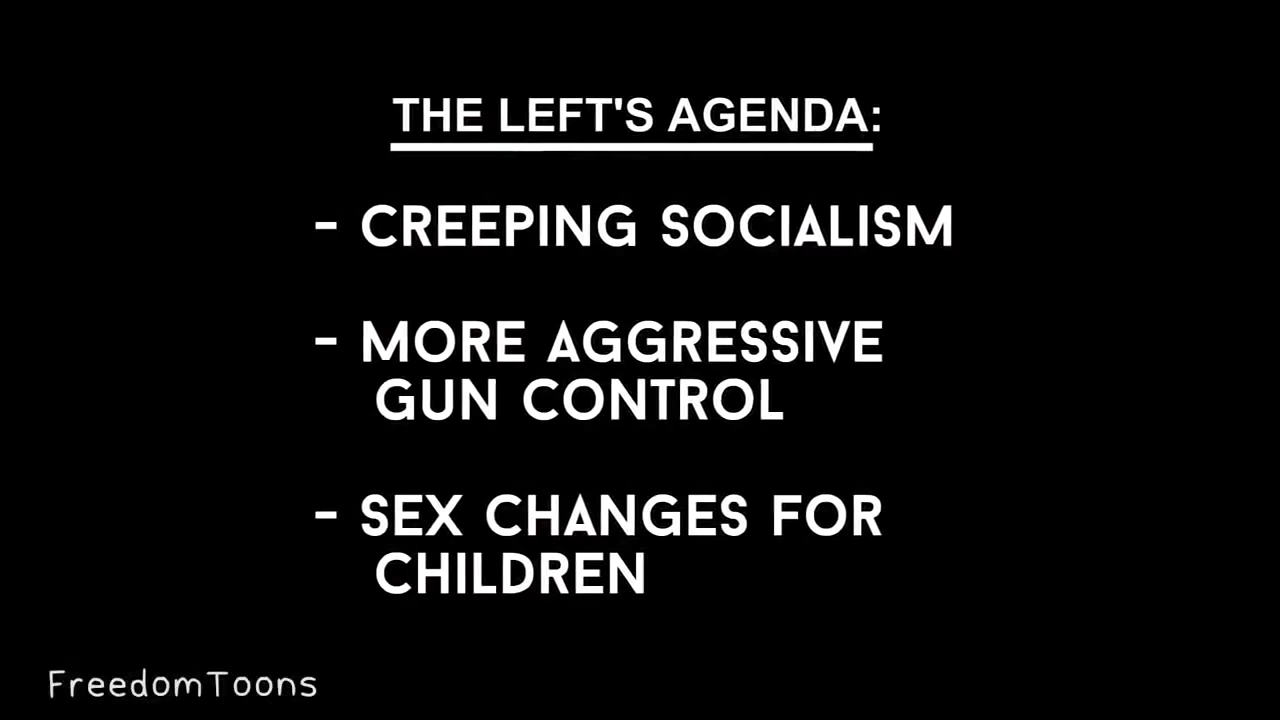 THE LEFT'S AGENDA:
- CREEPING SOCIALISM
- MORE AGGRESSIVE
GUN CONTROL
- SEX CHANGES FOR
CHILDREN
FreedomToons